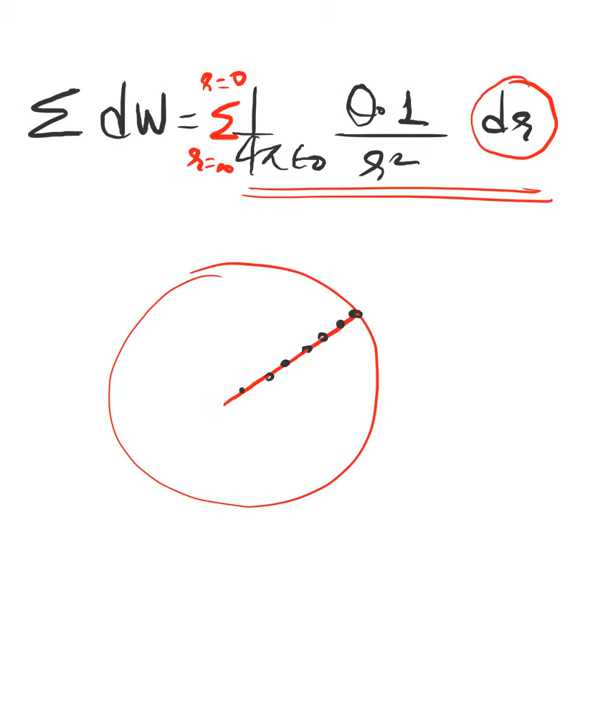 r=0
Σ dW = Σ 1/4πε0 Q.1/r² dr
r=∞